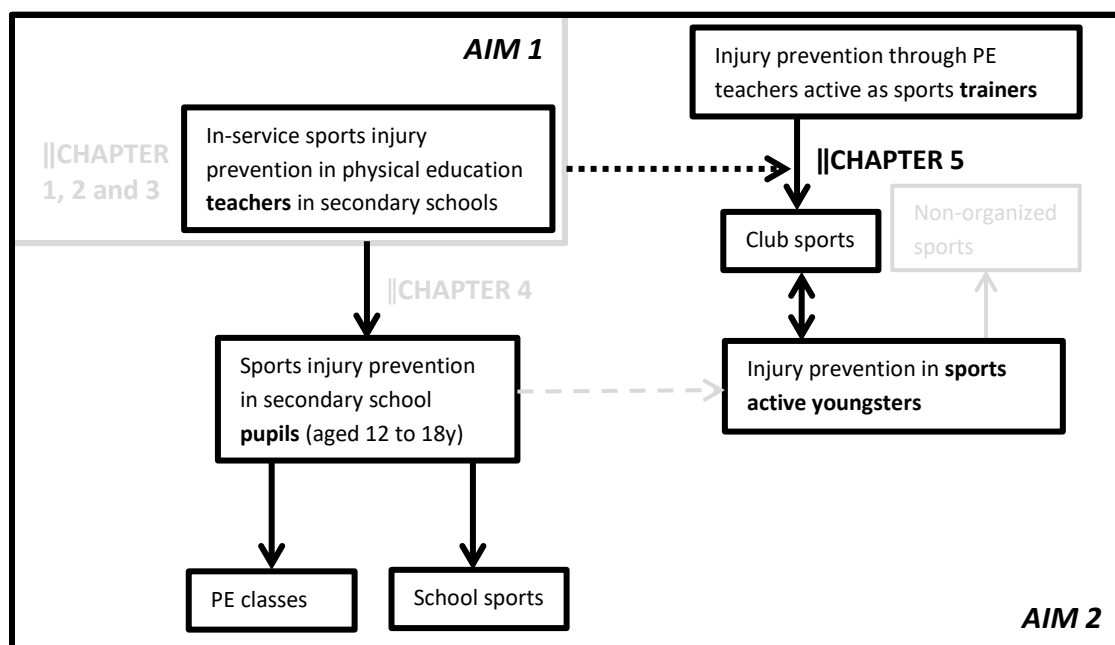 AIM 1
In-service sports injury
prevention in physical education
teachers in secondary schools
||CHAPTER
1, 2 and 3
Injury prevention through PE
teachers active as sports trainers
||CHAPTER 5
Club sports
Non-organized
sports
||CHAPTER 4
Sports injury prevention
in secondary school
pupils (aged 12 to 18y)
Injury prevention in sports
active youngsters
PE classes
School sports
AIM 2